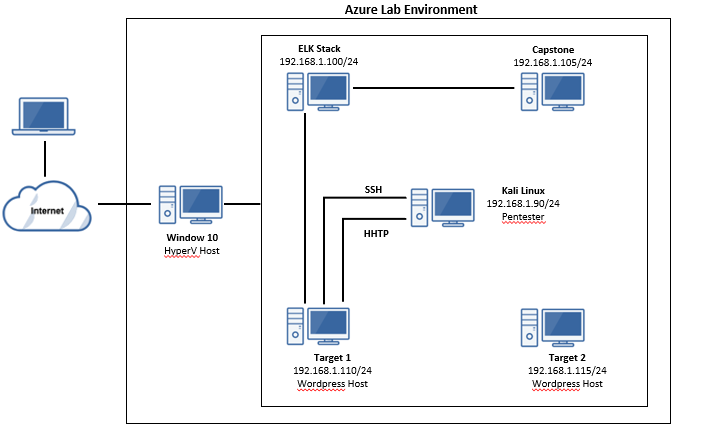 Azure Lab Environment
ELK Stack
192.168.1.100/24
Capstone
192.168.1.105/24
Internet
Window 10
HyperV Host
SSH
HHTP
Kali Linux
192.168.1.90/24
Pentester
Target 1
192.168.1.110/24
Wordpress Host
Target 2
192.168.1.115/24
Wordpress Host